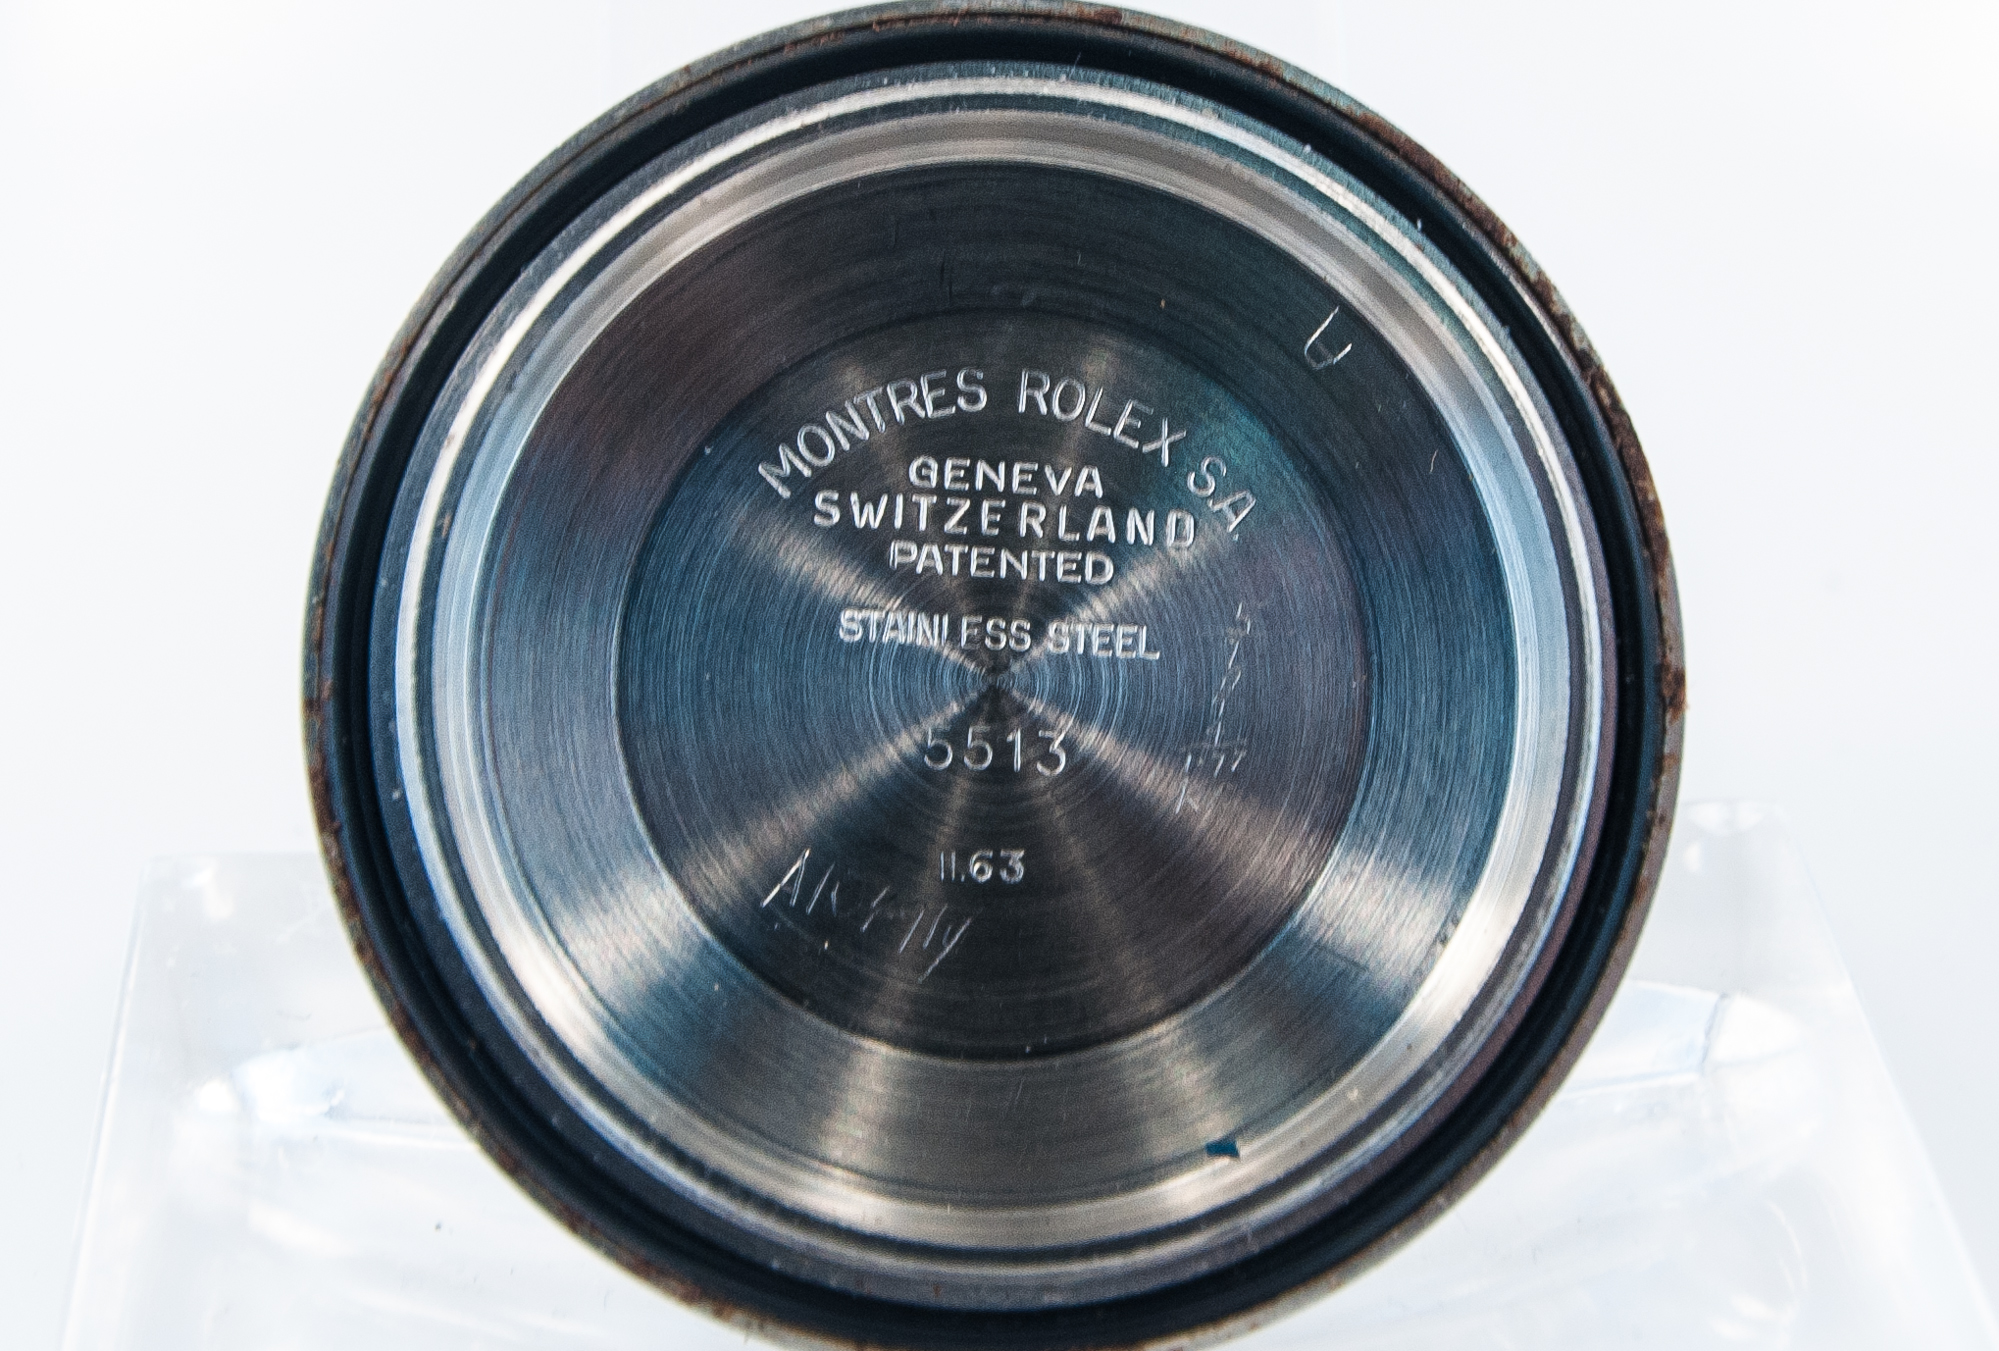 MONTRES ROLEX S.A.
GENEVA
SWITZERLAND
PATENTED
STAINLESS STEEL
5513
II.63